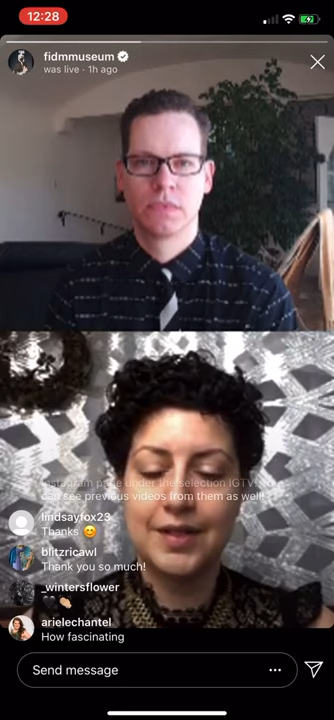 12:28
fidmmuseum
was live · 1h ago
Instagram page under the selection IGTV. You
can see previous videos from them as well!
lindsayfox23
Thanks 😊
blitzricawl
Thank you so much!
_wintersflower
🖤👏🏼
arielechantel
How fascinating
Send message